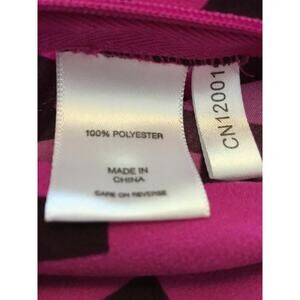 100% POLYESTER
MADE IN
CHINA
CARE ON REVERSE
CN12001